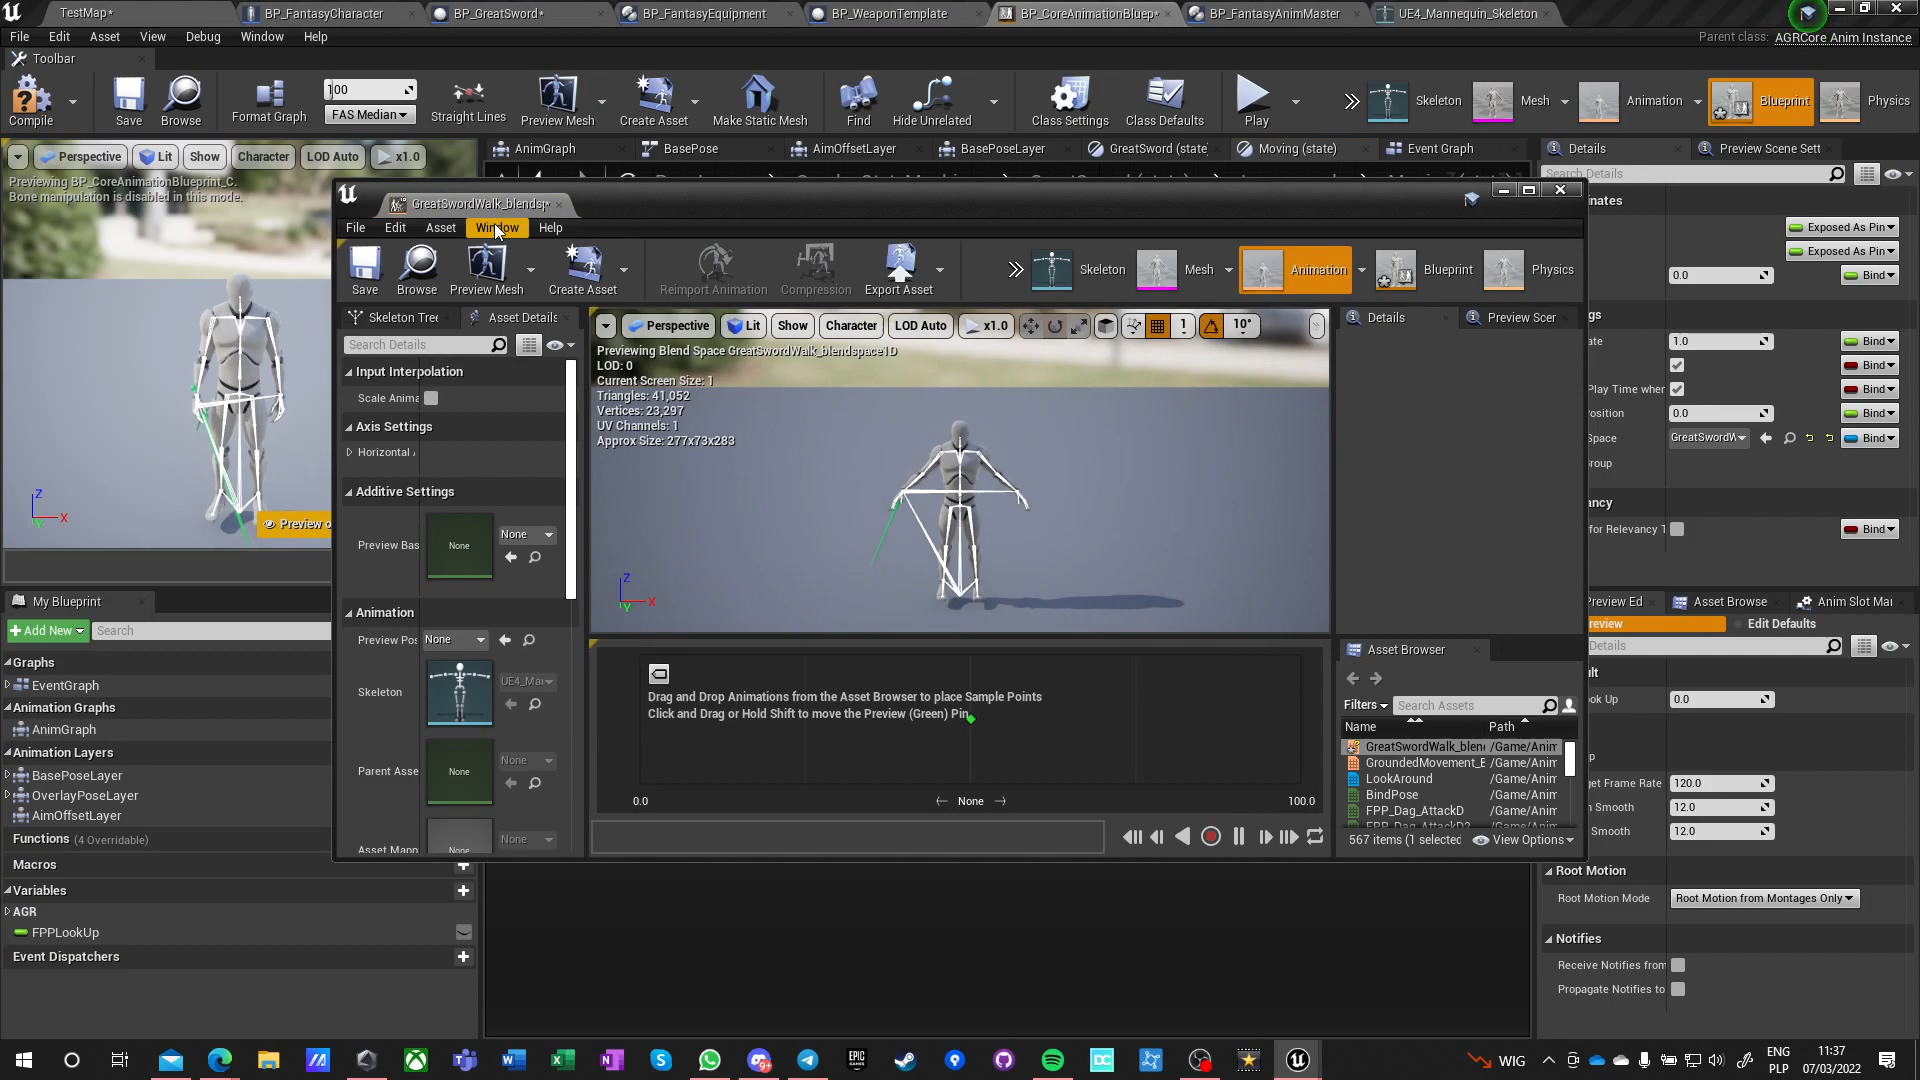 TestMap*
BP_FantasyCharacter
BP_GreatSword*
BP_FantasyEquipment
BP_WeaponTemplate
BP_CoreAnimationBluep*
BP_FantasyAnimMaster
UE4_Mannequin_Skeleton
File Edit Asset View Debug Window Help
Parent class: AGRCore Anim Instance
Toolbar
Compile
Save
Browse
Format Graph
100
FAS Median
Straight Lines
Preview Mesh
Create Asset
Make Static Mesh
Find
Hide Unrelated
Class Settings
Class Defaults
Play
Skeleton
Mesh
Animation
Blueprint
Physics
Perspective Lit Show Character LOD Auto x1.0
Previewing BP_CoreAnimationBlueprint_C.
Bone manipulation is disabled in this mode.
AnimGraph
BasePose
AimOffsetLayer
BasePoseLayer
GreatSword (state)
Moving (state)
Event Graph
Details
Preview Scene Sett
Search Details
GreatSwordWalk_blendsp*
File Edit Asset Window Help
Save
Browse
Preview Mesh
Create Asset
Reimport Animation
Compression
Export Asset
Skeleton
Mesh
Animation
Blueprint
Physics
Skeleton Tree
Asset Details
Search Details
Input Interpolation
Scale Anima
Axis Settings
Horizontal
Additive Settings
Preview Bas
None
None
Animation
Preview Pos
None
Skeleton
UE4_Ma
Parent Asse
None
None
Asset Mapp
None
None
Perspective Lit Show Character LOD Auto x1.0 1 10°
Previewing Blend Space GreatSwordWalk_blendspace1D
LOD: 0
Current Screen Size: 1
Triangles: 41,052
Vertices: 23,297
UV Channels: 1
Approx Size: 277x73x283
Z
X
Y
Drag and Drop Animations from the Asset Browser to place Sample Points
Click and Drag or Hold Shift to move the Preview (Green) Pin
0.0
None
100.0
Details
Preview Scer
Asset Browser
Filters
Search Assets
Name Path
GreatSwordWalk_blend /Game/Anim
GroundedMovement_E /Game/Anim
LookAround /Game/Anim
BindPose /Game/Anim
FPP_Dag_AttackD /Game/Anim
FPP_Dag_AttackD2 /Game/Anim
567 items (1 selected
View Options
inates
Exposed As Pin
Exposed As Pin
0.0 Bind
gs
ate 1.0 Bind
Bind
Play Time wher Bind
osition 0.0 Bind
Space GreatSwordW Bind
roup
ancy
for Relevancy T Bind
Z
X
Y
Preview o
My Blueprint
Add New
Search
Graphs
EventGraph
Animation Graphs
AnimGraph
Animation Layers
BasePoseLayer
OverlayPoseLayer
AimOffsetLayer
Functions (4 Overridable)
Macros
Variables
AGR
FPPLookUp
Event Dispatchers
Preview Ed
Asset Browse
Anim Slot Mar
review
Edit Defaults
Details
ult
ok Up 0.0
p
get Frame Rate 120.0
n Smooth 12.0
Smooth 12.0
Root Motion
Root Motion Mode
Root Motion from Montages Only
Notifies
Receive Notifies from
Propagate Notifies to
EPIC GAMES
DC
9+
WIG
ENG
PLP
11:37
07/03/2022